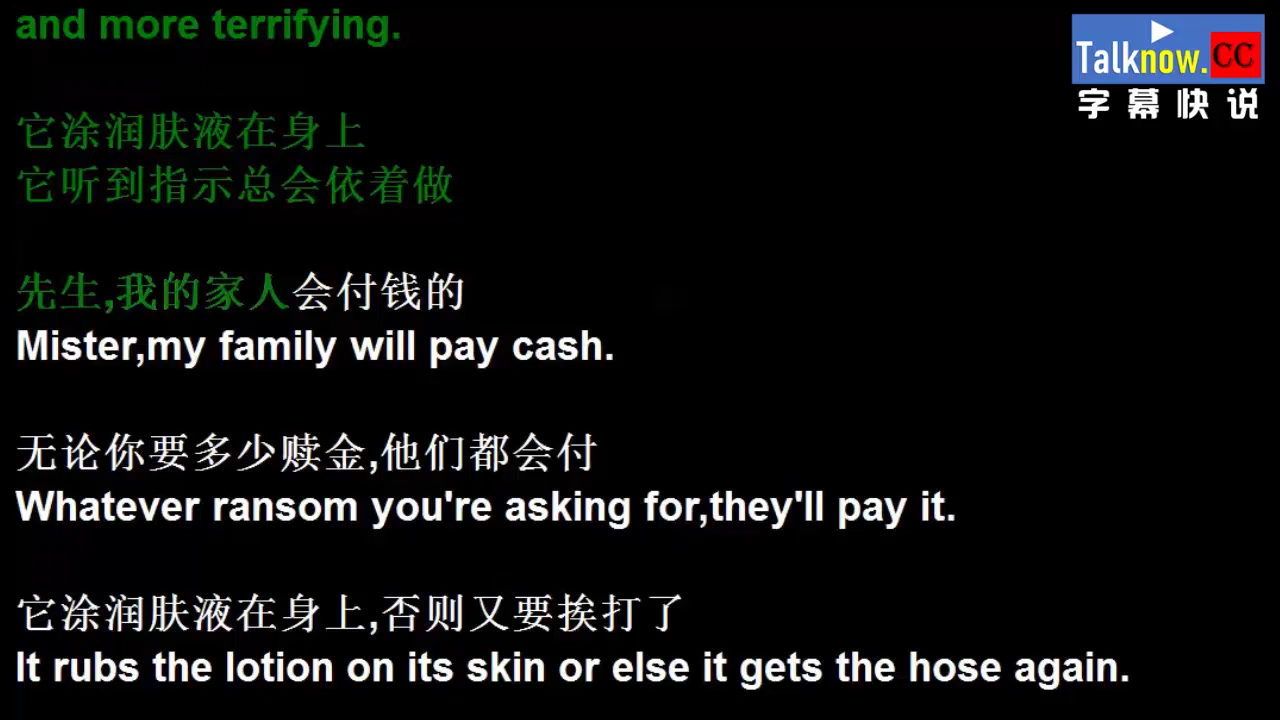 and more terrifying.
Talknow.CC
字幕快说
它涂润肤液在身上
它听到指示总会依着做
先生,我的家人会付钱的
Mister,my family will pay cash.
无论你要多少赎金,他们都会付
Whatever ransom you're asking for,they'll pay it.
它涂润肤液在身上,否则又要挨打了
It rubs the lotion on its skin or else it gets the hose again.